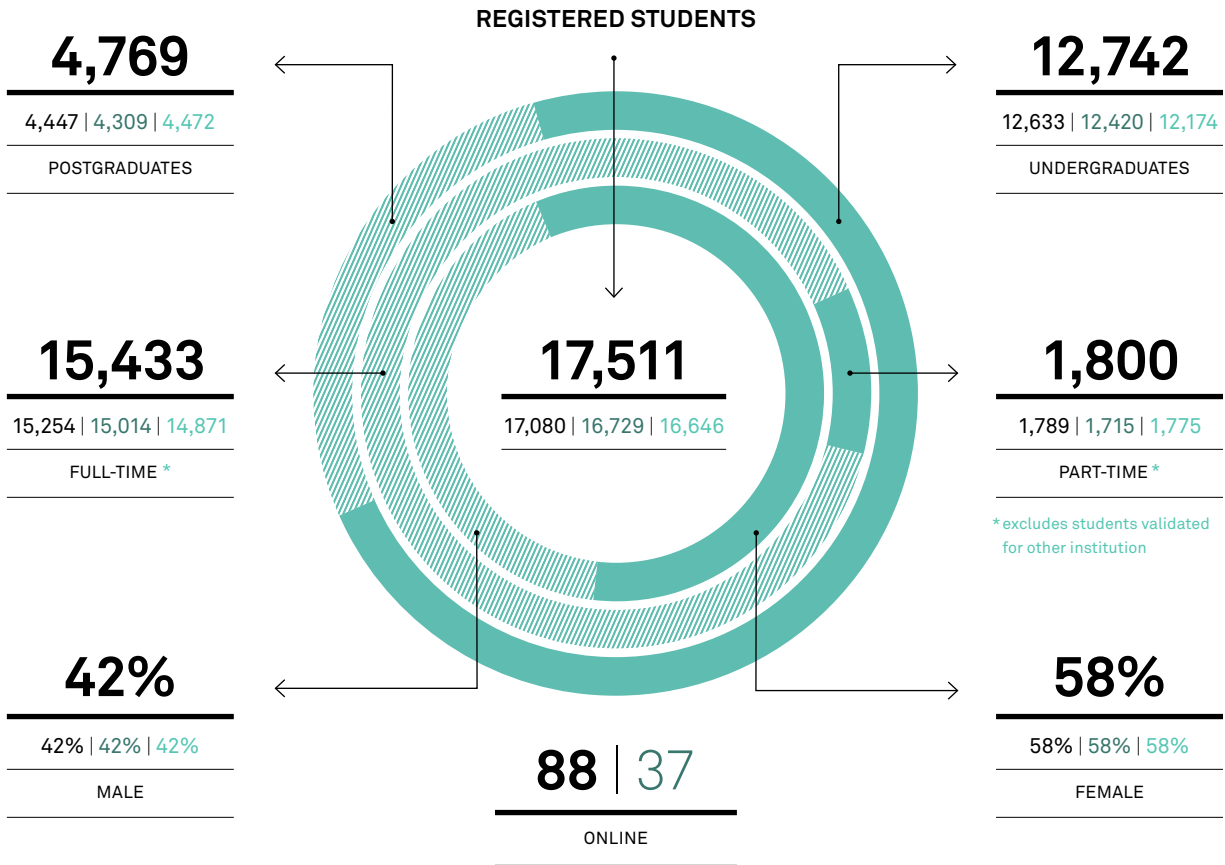 REGISTERED STUDENTS
4,769
4,447 | 4,309 | 4,472
POSTGRADUATES
12,742
12,633 | 12,420 | 12,174
UNDERGRADUATES
15,433
15,254 | 15,014 | 14,871
FULL-TIME *
17,511
17,080 | 16,729 | 16,646
1,800
1,789 | 1,715 | 1,775
PART-TIME *
* excludes students validated
for other institution
42%
42% | 42% | 42%
MALE
88 | 37
ONLINE
58%
58% | 58% | 58%
FEMALE